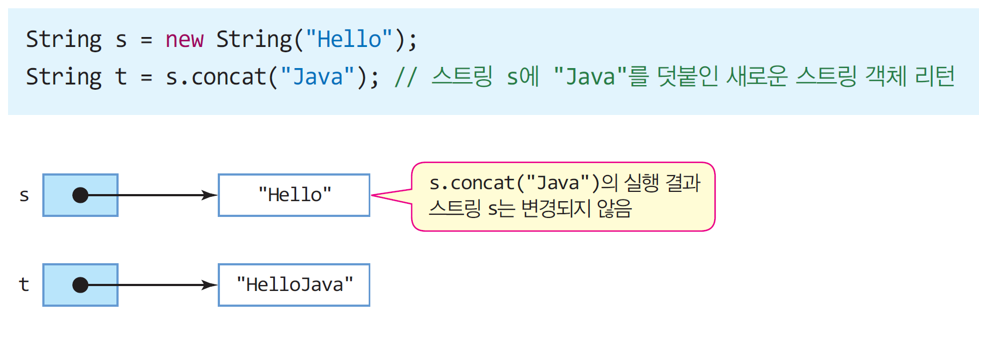 String s = new String("Hello");
String t = s.concat("Java"); // 스트링 s에 "Java"를 덧붙인 새로운 스트링 객체 리턴
s
"Hello"
s.concat("Java")의 실행 결과
스트링 s는 변경되지 않음
t
"HelloJava"